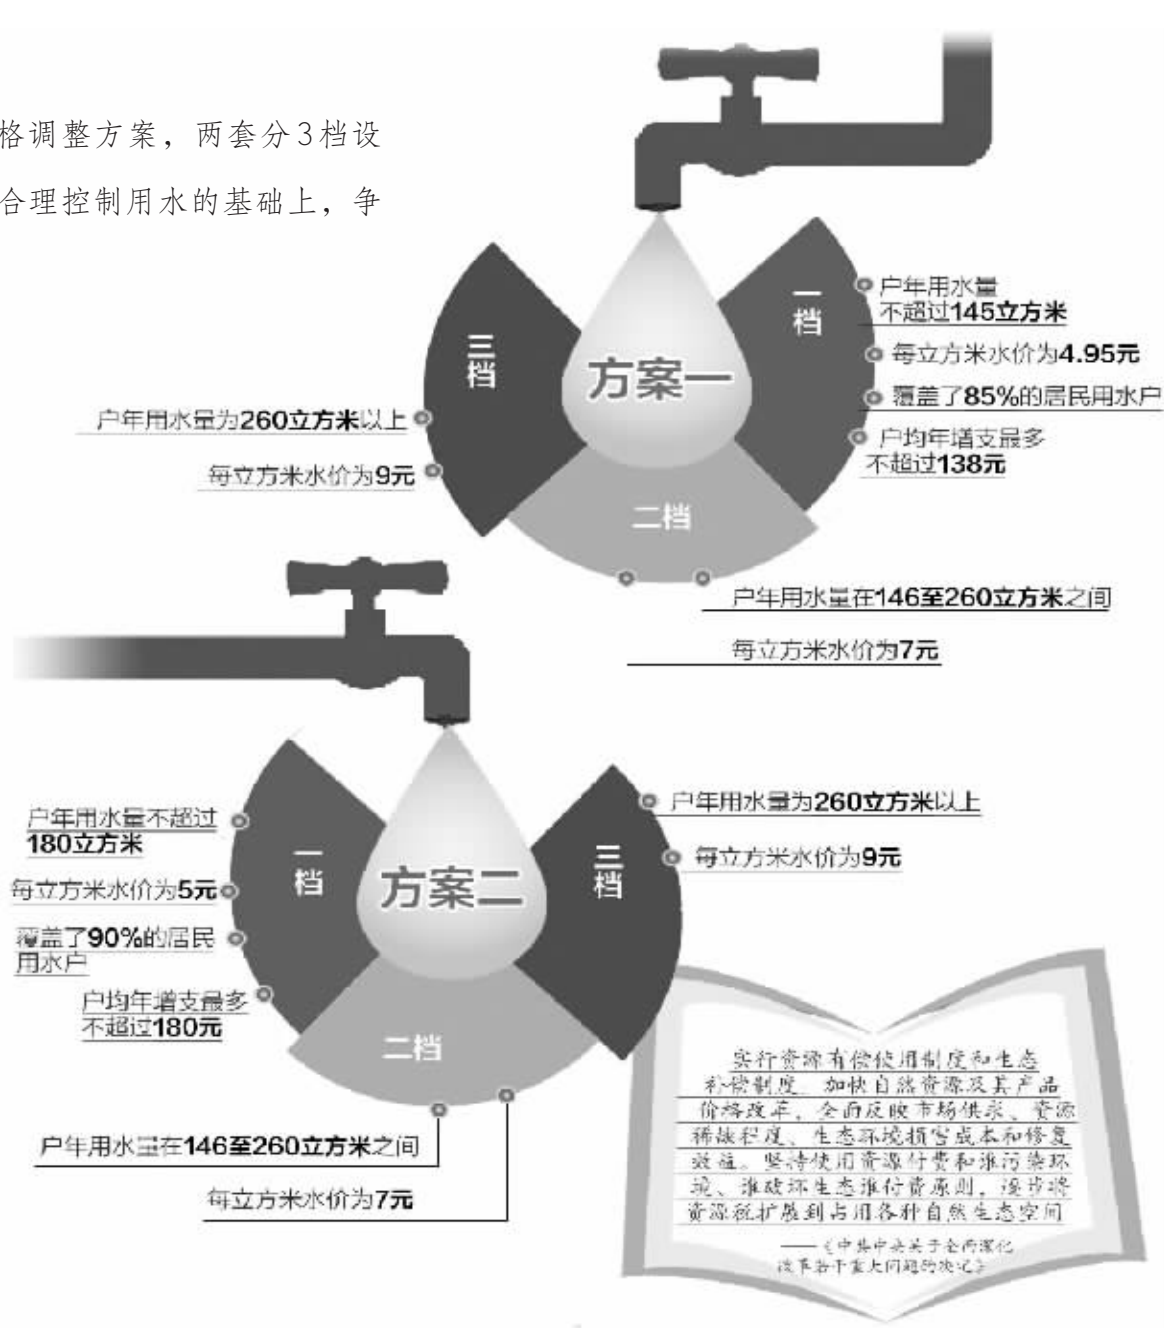 格调整方案，两套分3档设
合理控制用水的基础上，争
方案一
一档
户年用水量
不超过145立方米
每立方米水价为4.95元
覆盖了85%的居民用水户
户均年增支最多
不超过138元
二档
户年用水量在146至260立方米之间
每立方米水价为7元
三档
户年用水量为260立方米以上
每立方米水价为9元
方案二
一档
户年用水量不超过
180立方米
每立方米水价为5元
覆盖了90%的居民
用水户
户均年增支最多
不超过180元
二档
户年用水量在146至260立方米之间
每立方米水价为7元
三档
户年用水量为260立方米以上
每立方米水价为9元
实行资源有偿使用制度和生态
补偿制度。加快自然资源及其产品
价格改革，全面反映市场供求、资源
稀缺程度、生态环境损害成本和修复
效益。坚持使用资源付费和谁污染环
境、谁破坏生态谁付费原则，逐步将
资源税扩展到占用各种自然生态空间
——《中共中央关于全面深化
改革若干重大问题的决定》